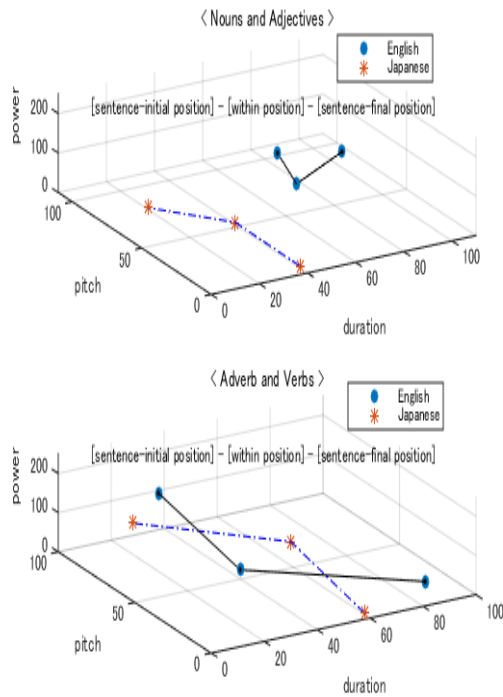 < Nouns and Adjectives >
English
Japanese
[sentence-initial position] - [within position] - [sentence-final position]
power
200
100
0
100
50
0
pitch
0
20
40
60
80
100
duration
< Adverb and Verbs >
English
Japanese
[sentence-initial position] - [within position] - [sentence-final position]
power
200
100
0
100
50
0
pitch
0
20
40
60
80
100
duration